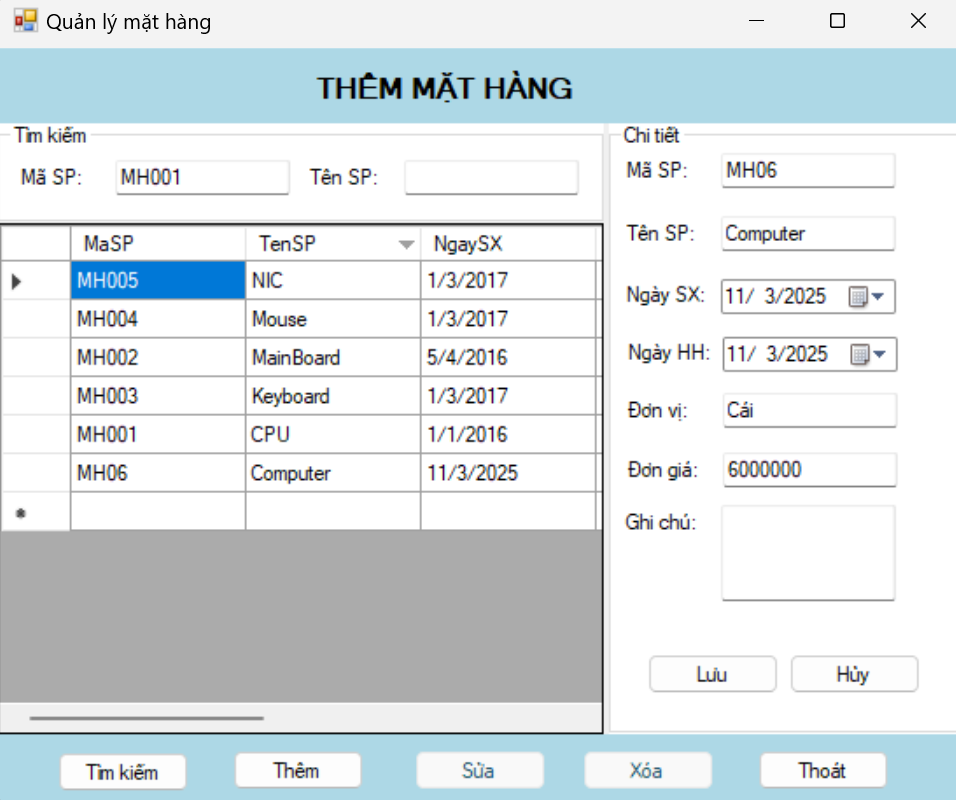 Quản lý mặt hàng
THÊM MẶT HÀNG
Tìm kiếm
Mã SP: MH001 Tên SP:
MaSP TenSP NgaySX
MH005 NIC 1/3/2017
MH004 Mouse 1/3/2017
MH002 MainBoard 5/4/2016
MH003 Keyboard 1/3/2017
MH001 CPU 1/1/2016
MH06 Computer 11/3/2025
Chi tiết
Mã SP: MH06
Tên SP: Computer
Ngày SX: 11/ 3/2025
Ngày HH: 11/ 3/2025
Đơn vị: Cái
Đơn giá: 6000000
Ghi chú:
Lưu Hủy
Tìm kiếm Thêm Sửa Xóa Thoát